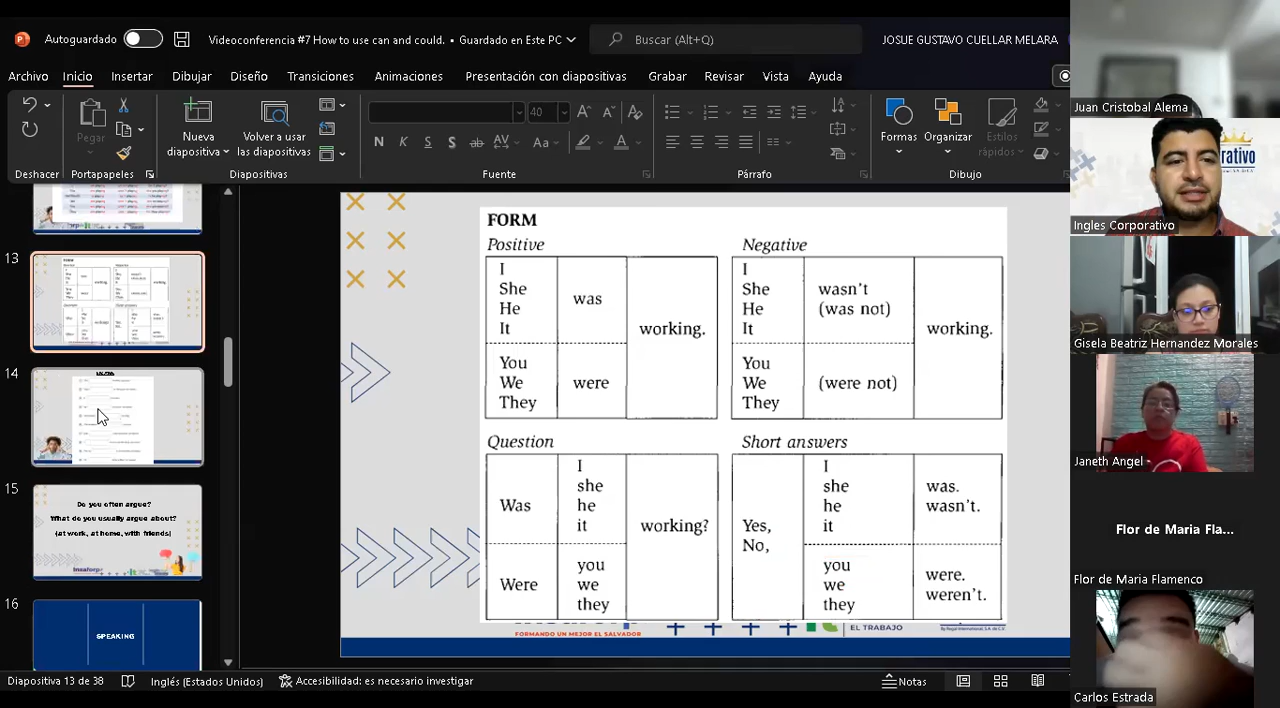 Autoguardado
Videoconferencia #7 How to use can and could. • Guardado en Este PC
Buscar (Alt+Q)
JOSUE GUSTAVO CUELLAR MELARA
Archivo Inicio Insertar Dibujar Diseño Transiciones Animaciones Presentación con diapositivas Grabar Revisar Vista Ayuda
Pegar
Nueva diapositiva
Volver a usar las diapositivas
40
N K S S ab AV Aa A
Formas
Organizar
Estilos rápidos
Deshacer
Portapapeles
Diapositivas
Fuente
Párrafo
Dibujo
13
14
15
Do you often argue?
What do you usually argue about?
(at work, at home, with friends)
Insaforp
16
SPEAKING
FORM
Positive
I
She
He
It
was
You
We
They
were
working.
Negative
I
She
He
It
wasn't
(was not)
You
We
They
(were not)
working.
Question
Was
I
she
he
it
Were
you
we
they
working?
Short answers
Yes,
No,
I
she
he
it
was.
wasn't.
you
we
they
were.
weren't.
FORMANDO UN MEJOR EL SALVADOR
EL TRABAJO
Diapositiva 13 de 38
Inglés (Estados Unidos)
Accesibilidad: es necesario investigar
Notas
Juan Cristobal Alema
Ingles Corporativo
Gisela Beatriz Hernandez Morales
Janeth Angel
Flor de Maria Fla...
Flor de Maria Flamenco
Carlos Estrada